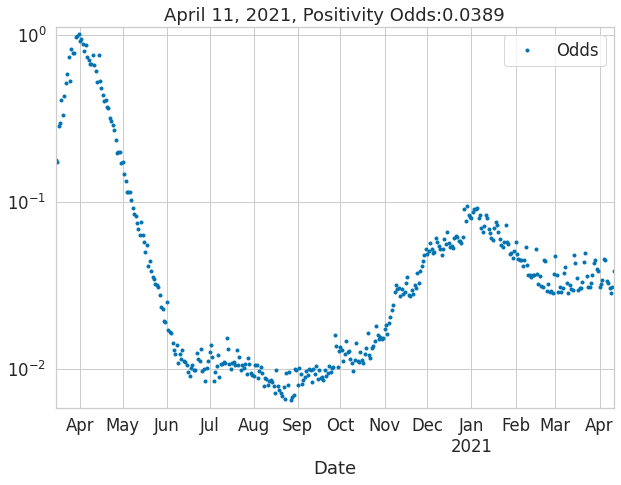 April 11, 2021, Positivity Odds:0.0389
Odds
10⁰
10⁻¹
10⁻²
Apr May Jun Jul Aug Sep Oct Nov Dec Jan Feb Mar Apr
2021
Date